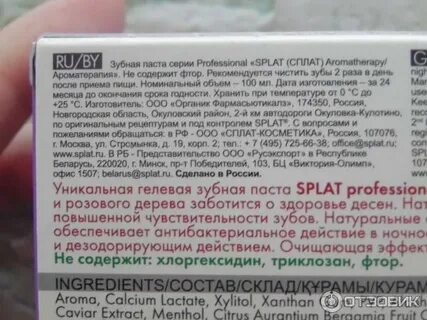 RU/BY
Зубная паста серии Professional «SPLAT (СПЛАТ) Aromatherapy/
Ароматерапия». Не содержит фтор. Рекомендуется чистить зубы 2 раза в день
после приема пищи. Номинальный объем – 100 мл. Дата изготовления – за 24
месяца до окончания срока годности. Хранить при температуре от 0 °С до
+25 °С. Изготовитель: ООО «Органик Фармасьютикалз», 174350, Россия,
Новгородская область, Окуловский район, 2-й км автодороги Окуловка-Кулотино,
по оригинальным рецептурам и под контролем SPLAT®. С вопросами и
пожеланиями обращаться: в РФ – ООО «СПЛАТ-КОСМЕТИКА», Россия, 107076,
г. Москва, ул. Стромынка, д. 19, корп. 2; тел.: + 7 (495) 725-66-38; office@splat.ru;
www.splat.ru. В РБ – Представительство ООО «Русэкспорт» в Республике
Беларусь, 220020, г. Минск, пр-т Победителей, 103, БЦ «Виктория-Олимп»,
офис 1507; belarus@splat.ru. Сделано в России.
Уникальная гелевая зубная паста SPLAT profession
и розового дерева заботится о здоровье десен. Нат
повышенной чувствительности зубов. Натуральные
обеспечивает антибактериальное действие в ночно
и дезодорирующим действием. Очищающая эффект
Не содержит: хлоргексидин, триклозан, фтор.
INGREDIENTS/СОСТАВ/СКЛАД/ҚҰРАМЫ/КУРАМ
Aroma, Calcium Lactate, Xylitol, Xanthan
Caviar Extract, Menthol, Citrus Aurantium Bergamia Fruit
ОТЗОВИК